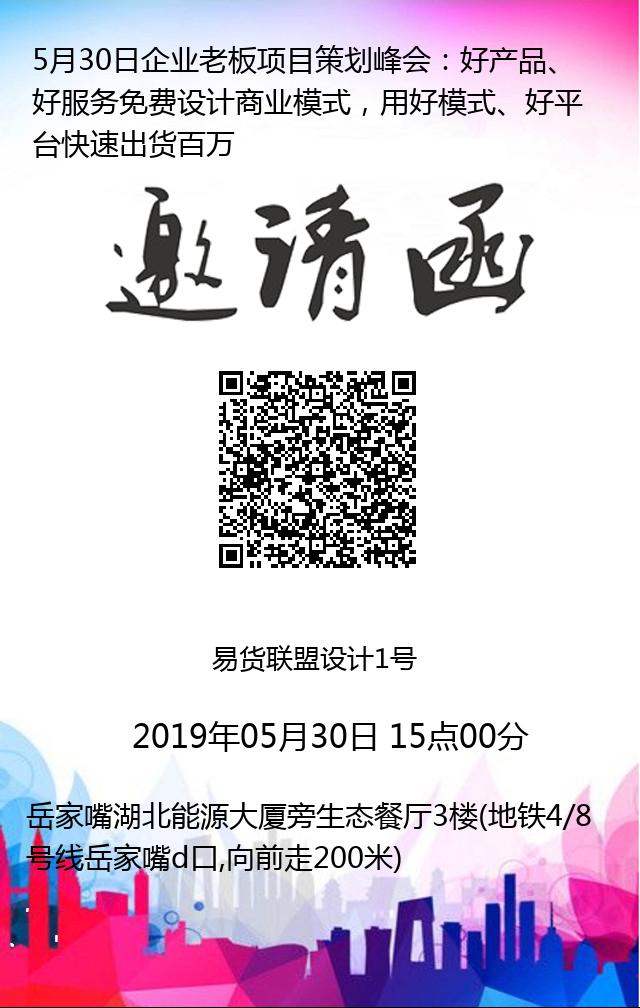 5月30日企业老板项目策划峰会：好产品、
好服务免费设计商业模式，用好模式、好平
台快速出货百万
邀请函
易货联盟设计1号
2019年05月30日 15点00分
岳家嘴湖北能源大厦旁生态餐厅3楼(地铁4/8
号线岳家嘴d口,向前走200米)